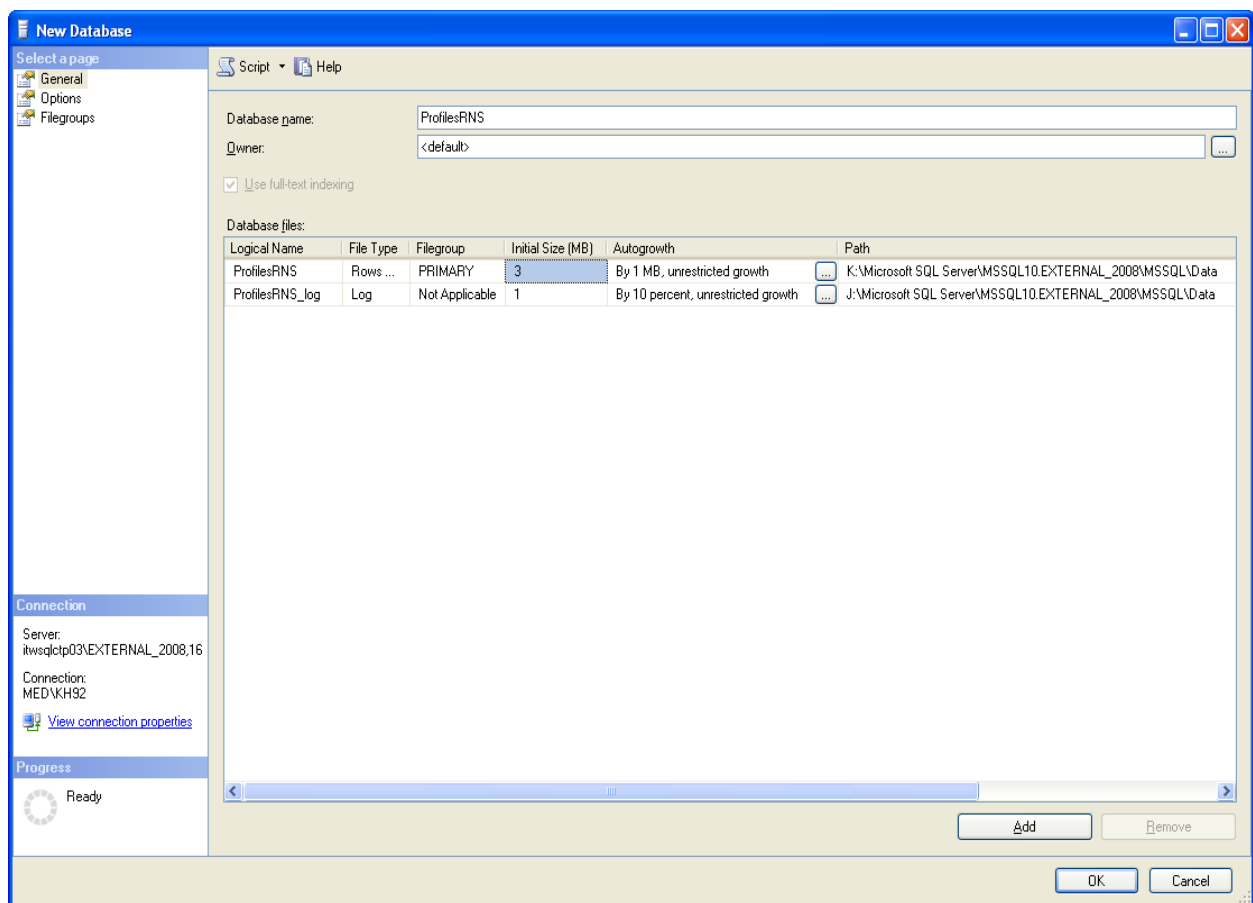 New Database
Select a page
General
Options
Filegroups
Script Help
Database name: ProfilesRNS
Owner: <default> ...
Use full-text indexing
Database files:
Logical Name File Type Filegroup Initial Size (MB) Autogrowth Path
ProfilesRNS Rows ... PRIMARY 3 By 1 MB, unrestricted growth ... K:\Microsoft SQL Server\MSSQL10.EXTERNAL_2008\MSSQL\Data
ProfilesRNS_log Log Not Applicable 1 By 10 percent, unrestricted growth ... J:\Microsoft SQL Server\MSSQL10.EXTERNAL_2008\MSSQL\Data
Connection
Server:
itwsqlctp03\EXTERNAL_2008,16
Connection:
MED\KH92
View connection properties
Progress
Ready
Add Remove
OK Cancel